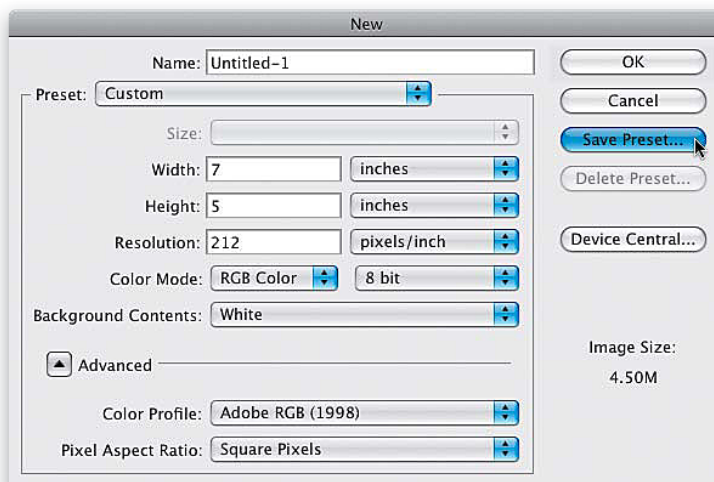 New
Name: Untitled-1
OK
Preset: Custom
Cancel
Size:
Save Preset...
Width: 7 inches
Delete Preset...
Height: 5 inches
Resolution: 212 pixels/inch
Device Central...
Color Mode: RGB Color 8 bit
Background Contents: White
Image Size:
4.50M
Advanced
Color Profile: Adobe RGB (1998)
Pixel Aspect Ratio: Square Pixels